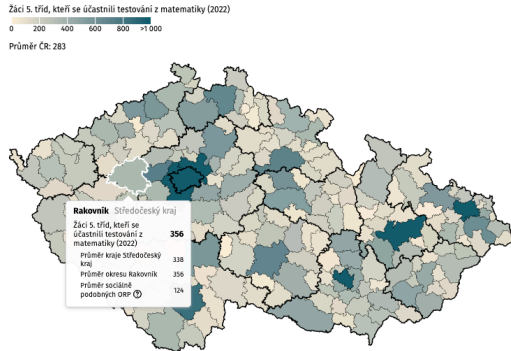 Žáci 5. tříd, kteří se účastnili testování z matematiky (2022)
0 200 400 600 800 >1 000
Průměr ČR: 283
Rakovník Středočeský kraj
Žáci 5. tříd, kteří se
účastnili testování z 356
matematiky (2022)
Průměr kraje Středočeský 338
kraj
Průměr okresu Rakovník 356
Průměr sociálně 124
podobných ORP ?